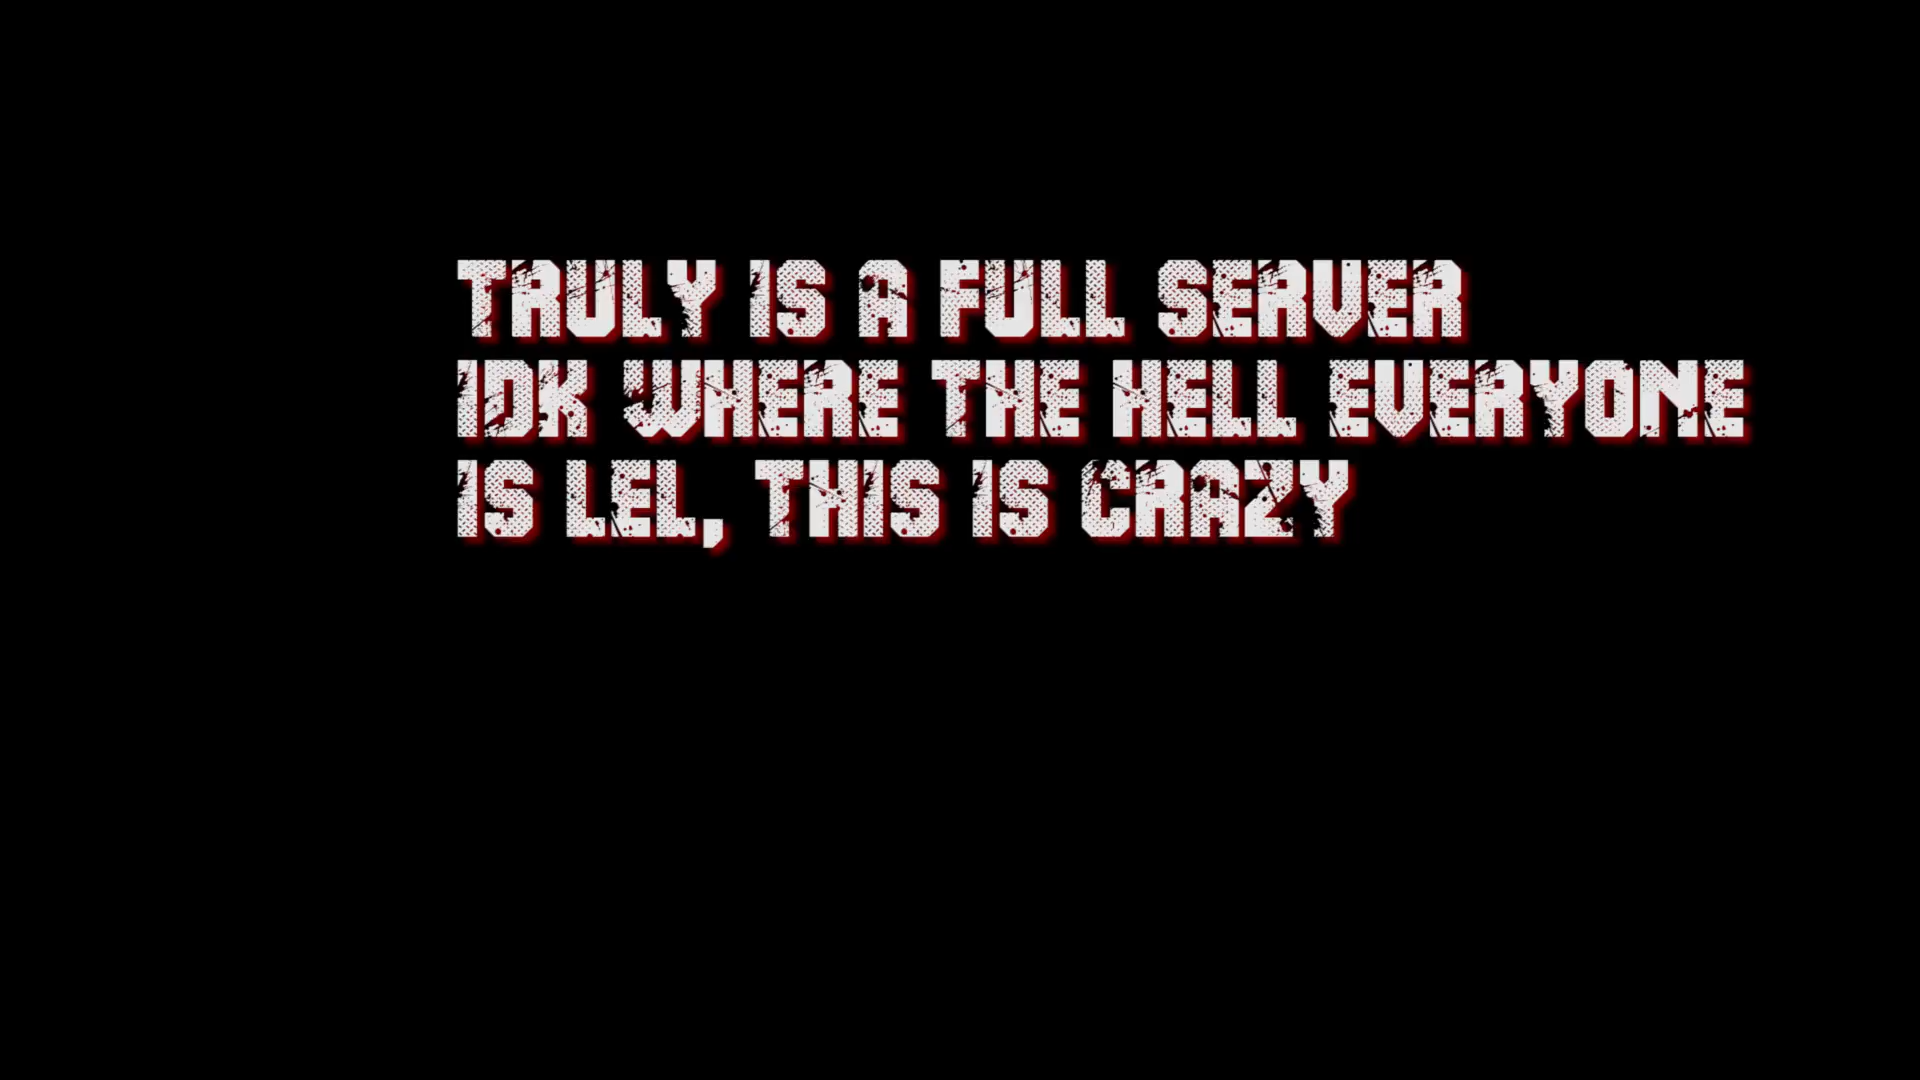 TRULY IS A FULL SERVER
IDK WHERE THE HELL EVERYONE
IS LEL, THIS IS CRAZY